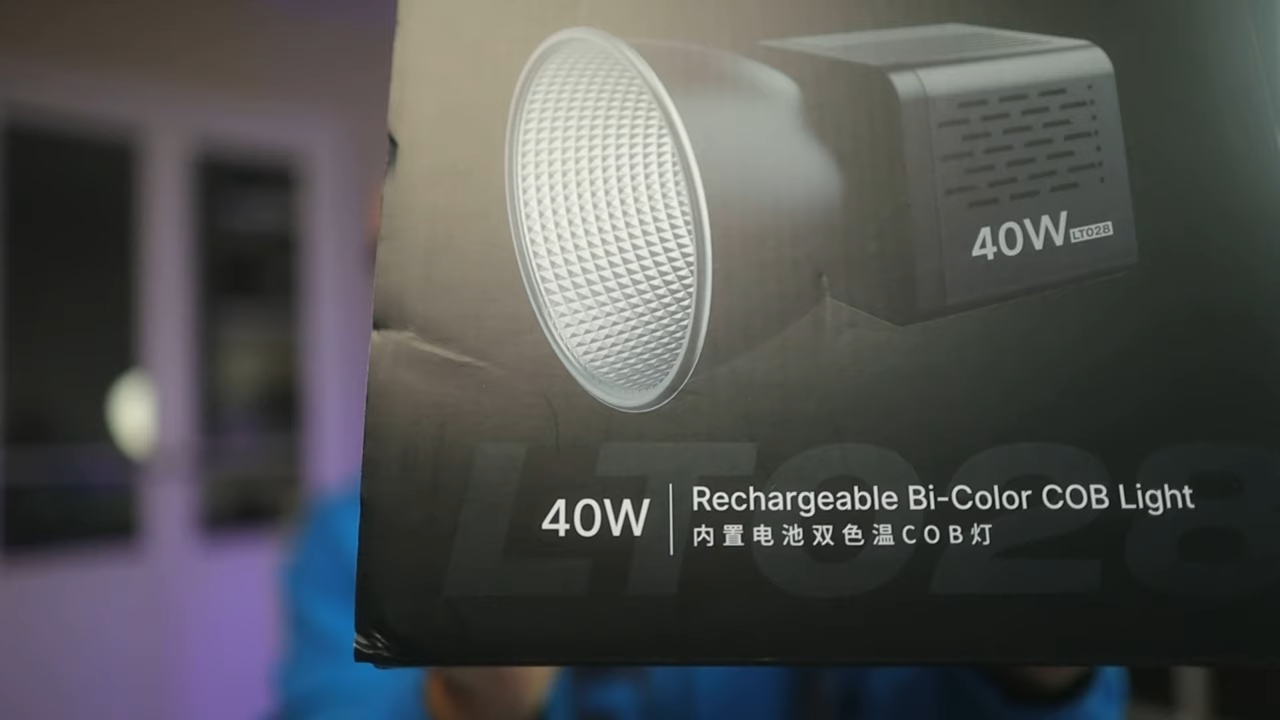 40W LT028
LT028
40W
Rechargeable Bi-Color COB Light
内置电池双色温COB灯